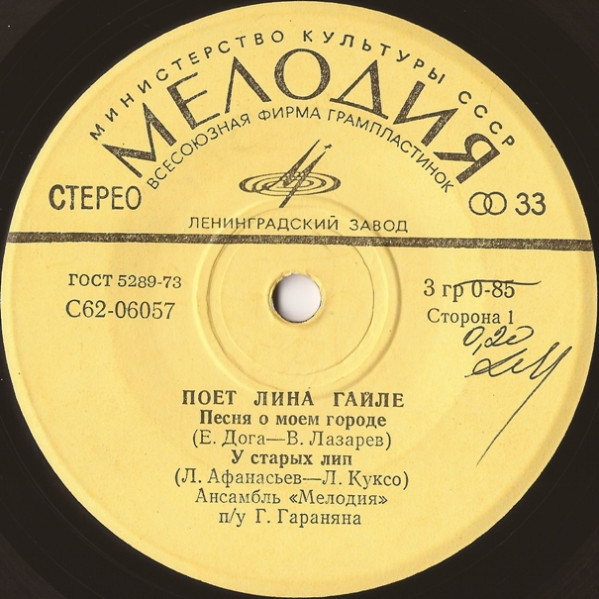 МИНИСТЕРСТВО КУЛЬТУРЫ СССР
МЕЛОДИЯ
ВСЕСОЮЗНАЯ ФИРМА ГРАМПЛАСТИНОК
СТЕРЕО
33
ЛЕНИНГРАДСКИЙ ЗАВОД
ГОСТ 5289-73
С62-06057
3 гр 0-85
Сторона 1
0,20
ПОЕТ ЛИНА ГАЙЛЕ
Песня о моем городе
(Е. Дога—В. Лазарев)
У старых лип
(Л. Афанасьев—Л. Куксо)
Ансамбль «Мелодия»
п/у Г. Гараняна